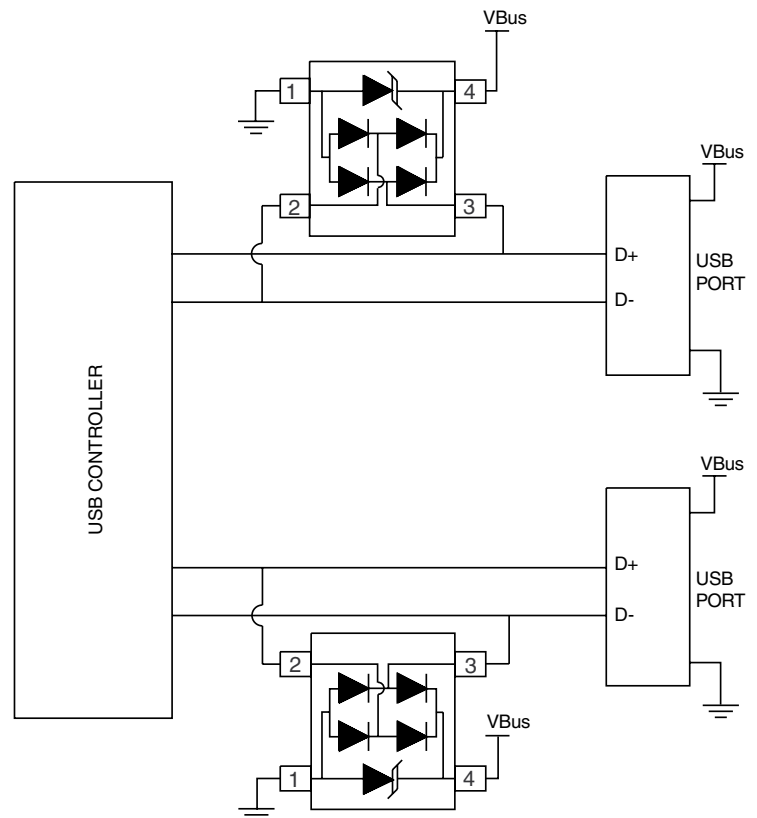 VBus
1
4
VBus
2
3
D+
USB
PORT
D-
USB CONTROLLER
VBus
D+
USB
PORT
D-
2
3
VBus
1
4